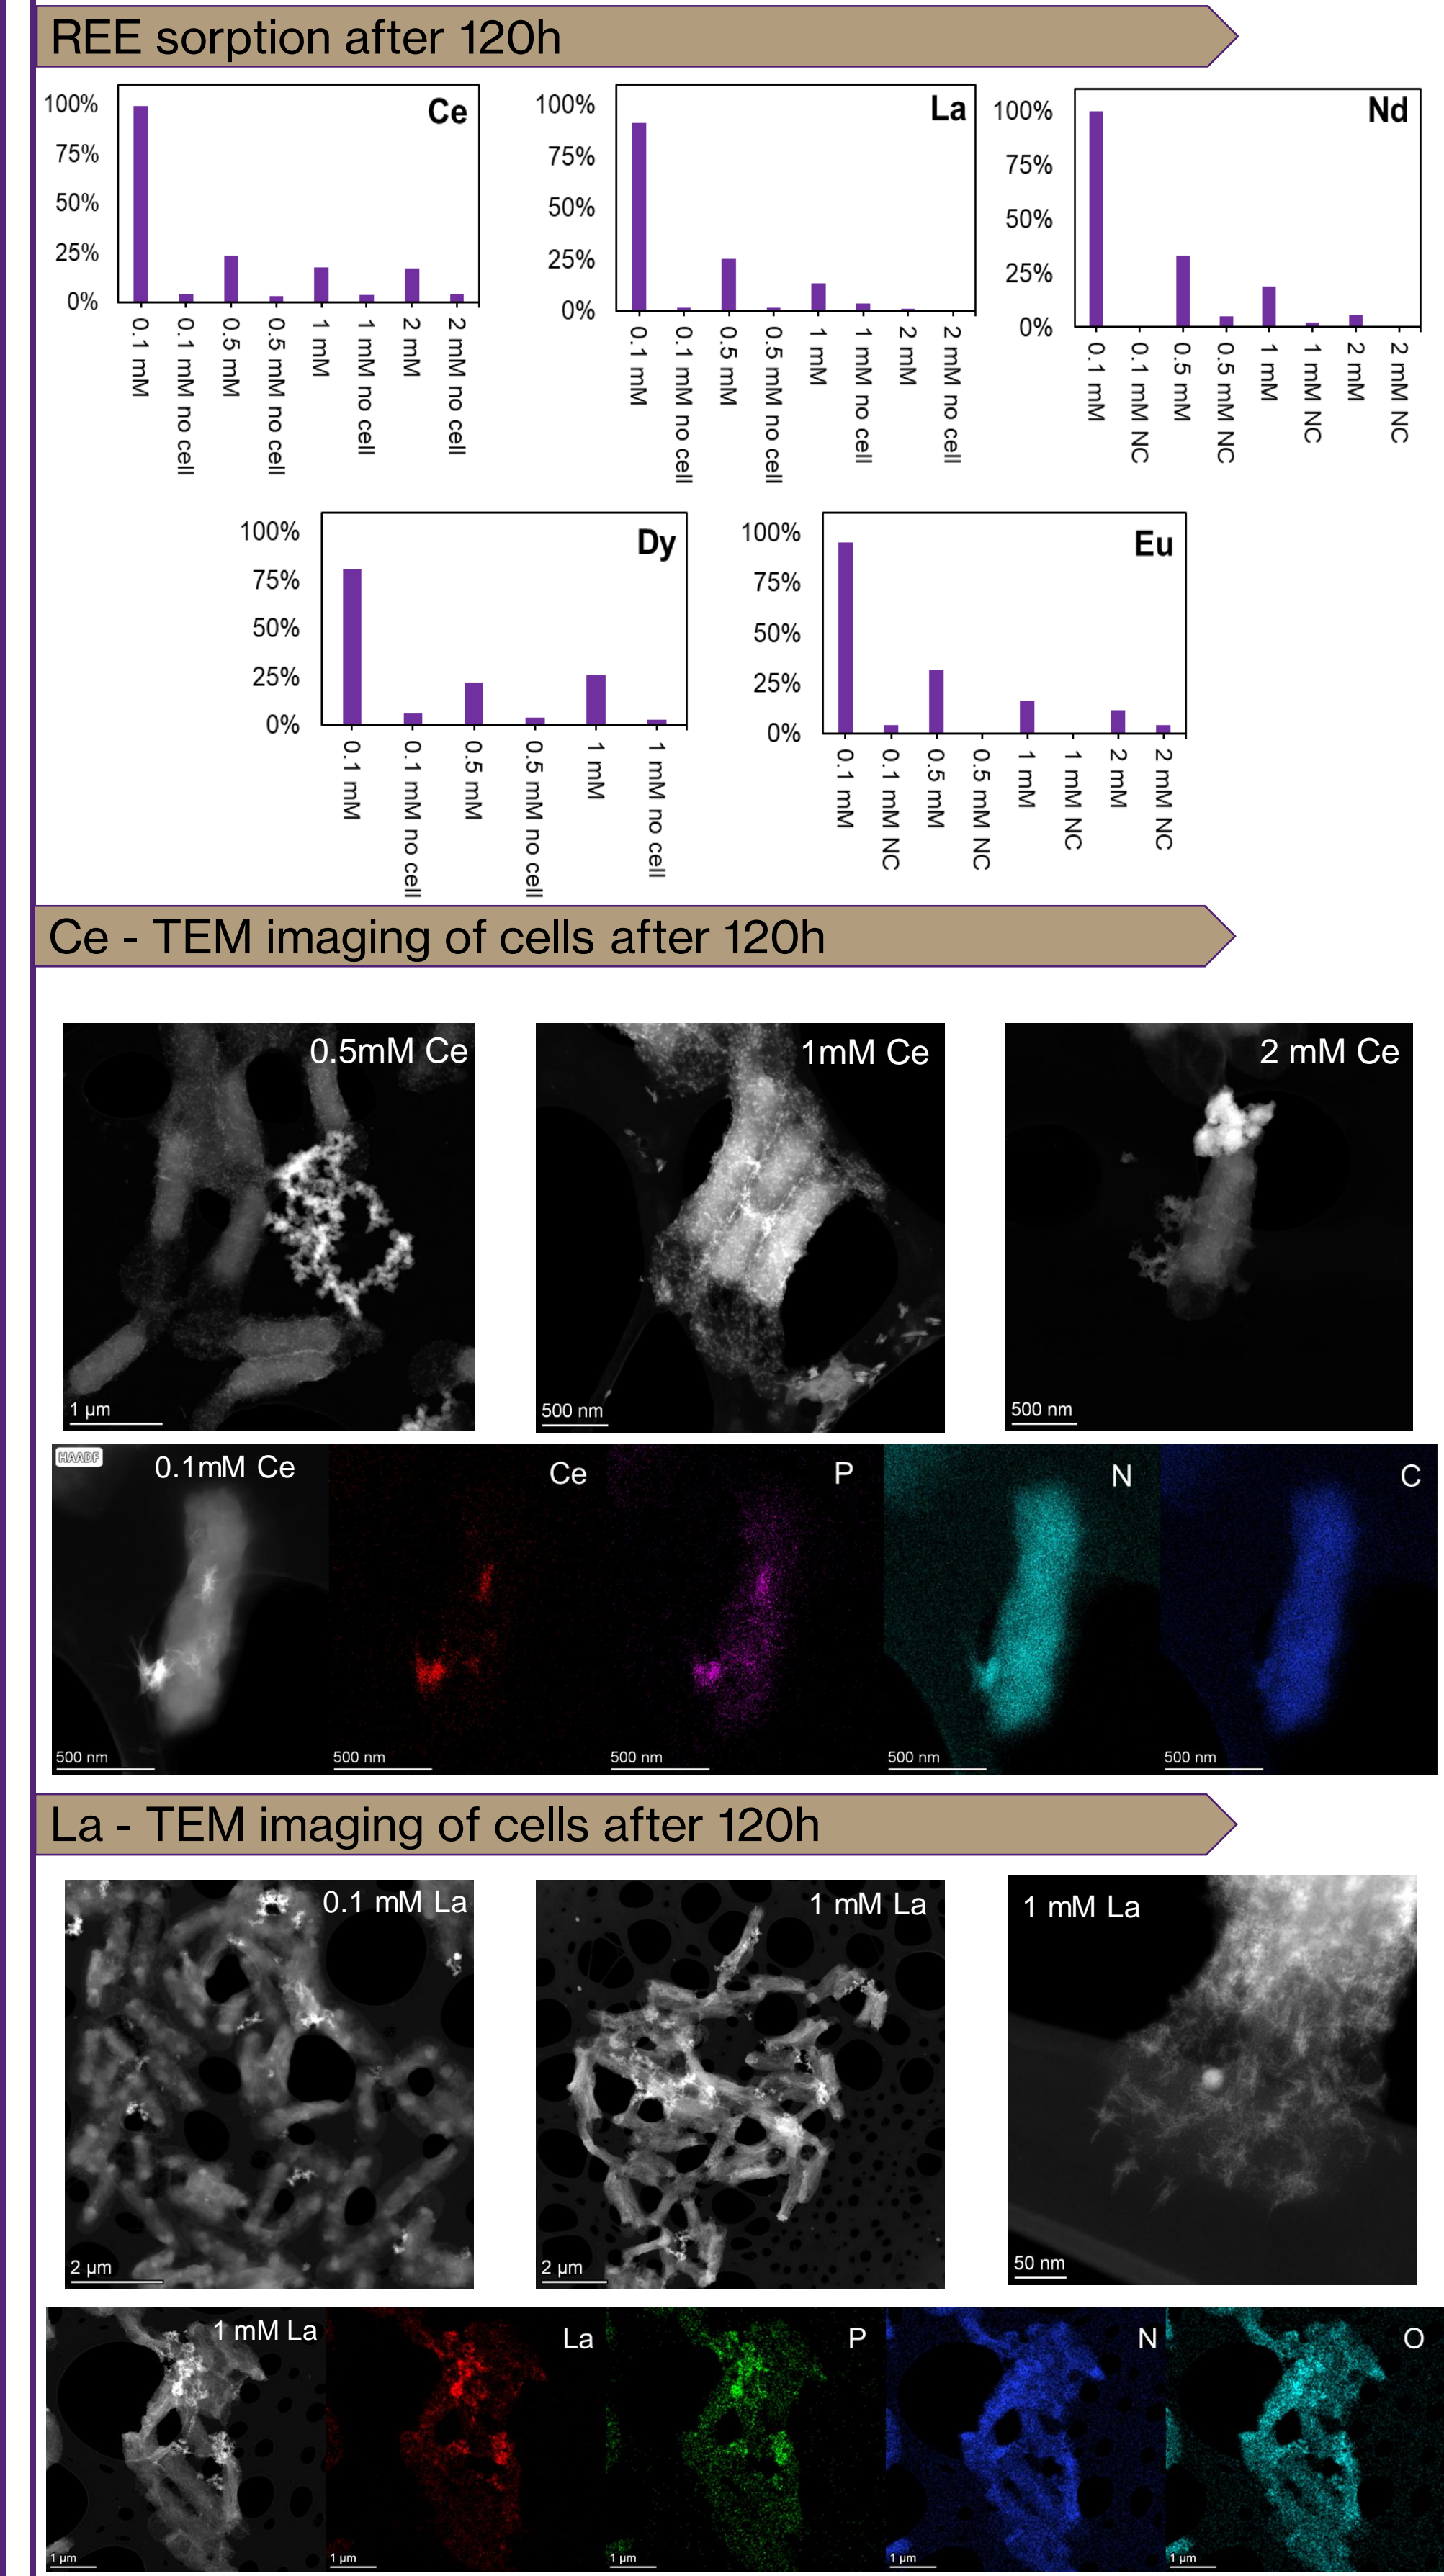 REE sorption after 120h
Ce
100%
75%
50%
25%
0%
0.1 mM
0.1 mM no cell
0.5 mM
0.5 mM no cell
1 mM
1 mM no cell
2 mM
2 mM no cell
La
100%
75%
50%
25%
0%
0.1 mM
0.1 mM no cell
0.5 mM
0.5 mM no cell
1 mM
1 mM no cell
2 mM
2 mM no cell
Nd
100%
75%
50%
25%
0%
0.1 mM
0.1 mM NC
0.5 mM
0.5 mM NC
1 mM
1 mM NC
2 mM
2 mM NC
Dy
100%
75%
50%
25%
0%
0.1 mM
0.1 mM no cell
0.5 mM
0.5 mM no cell
1 mM
1 mM no cell
Eu
100%
75%
50%
25%
0%
0.1 mM
0.1 mM NC
0.5 mM
0.5 mM NC
1 mM
1 mM NC
2 mM
2 mM NC
Ce - TEM imaging of cells after 120h
0.5mM Ce
1 µm
1mM Ce
500 nm
2 mM Ce
500 nm
HAADF
0.1mM Ce
500 nm
Ce
500 nm
P
500 nm
N
500 nm
C
500 nm
La - TEM imaging of cells after 120h
0.1 mM La
2 µm
1 mM La
2 µm
1 mM La
50 nm
1 mM La
1 µm
La
1 µm
P
1 µm
N
1 µm
O
1 µm